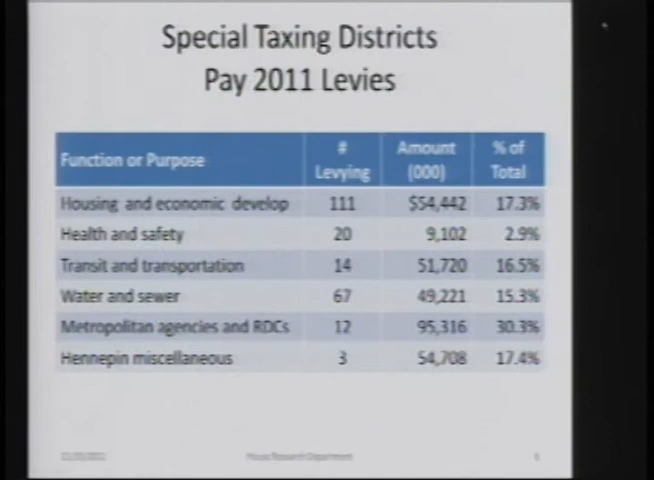 Special Taxing Districts
Pay 2011 Levies
Function or Purpose # Levying Amount (000) % of Total
Housing and economic develop 111 $54,442 17.3%
Health and safety 20 9,102 2.9%
Transit and transportation 14 51,720 16.5%
Water and sewer 67 49,221 15.3%
Metropolitan agencies and RDCs 12 95,316 30.3%
Hennepin miscellaneous 3 54,708 17.4%
House Research Department